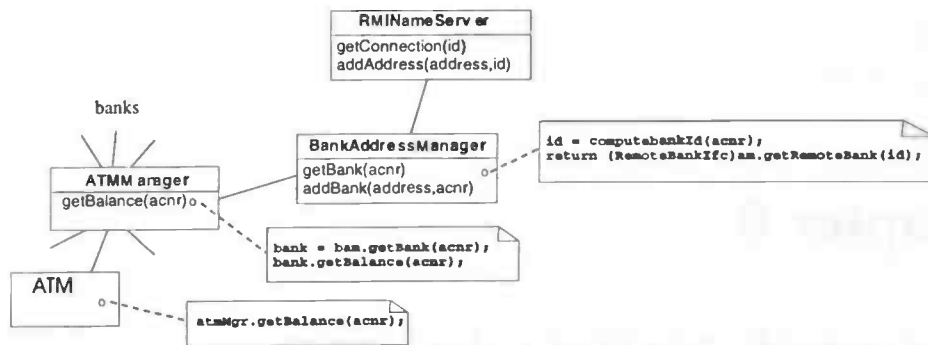 RMINameServer
getConnection(id)
addAddress(address,id)
banks
BankAddressManager
getBank(acnr)
addBank(address,acnr)
id = computebankId(acnr);
return (RemoteBankIfc)am.getRemoteBank(id);
ATMManager
getBalance(acnr)
bank = bam.getBank(acnr);
bank.getBalance(acnr);
ATM
atmMgr.getBalance(acnr);